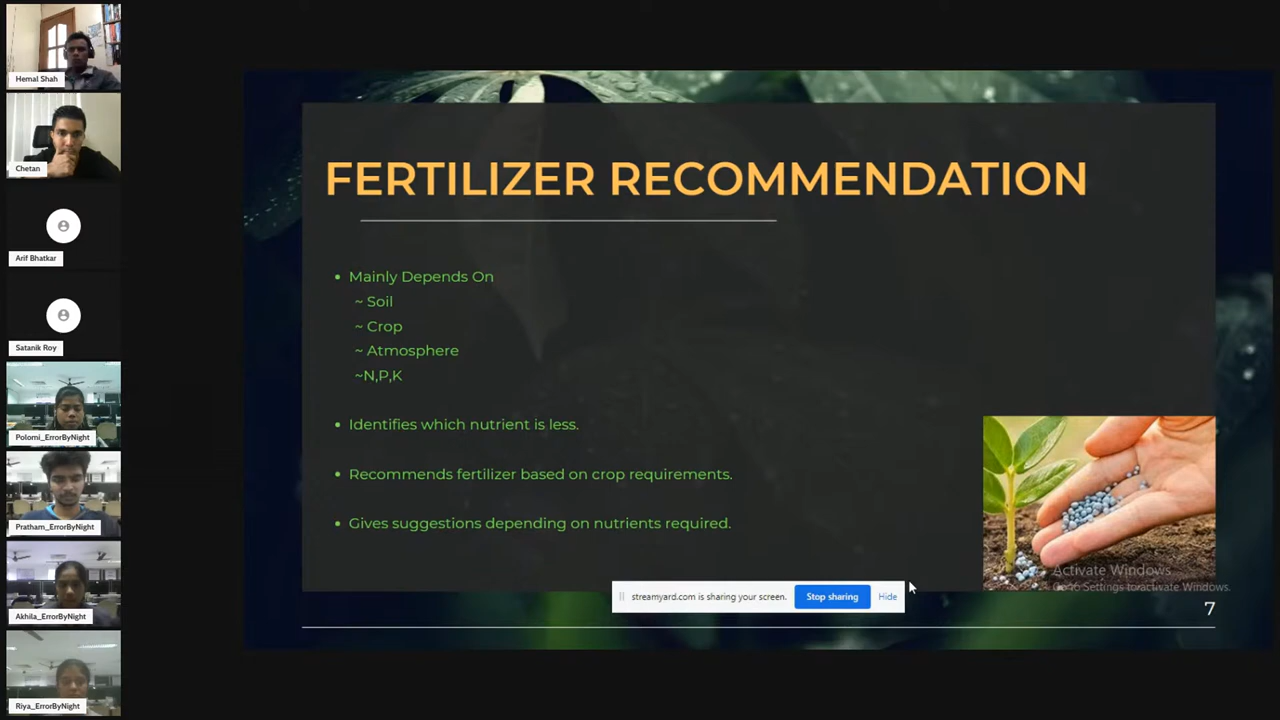 Hemal Shah
Chetan
Arif Bhatkar
Satanik Roy
Polomi_ErrorByNight
Pratham_ErrorByNight
Akhila_ErrorByNight
Riya_ErrorByNight
FERTILIZER RECOMMENDATION
• Mainly Depends On
~ Soil
~ Crop
~ Atmosphere
~N,P,K
• Identifies which nutrient is less.
• Recommends fertilizer based on crop requirements.
• Gives suggestions depending on nutrients required.
Activate Windows
Settings to activate Windows.
streamyard.com is sharing your screen. Stop sharing Hide
7